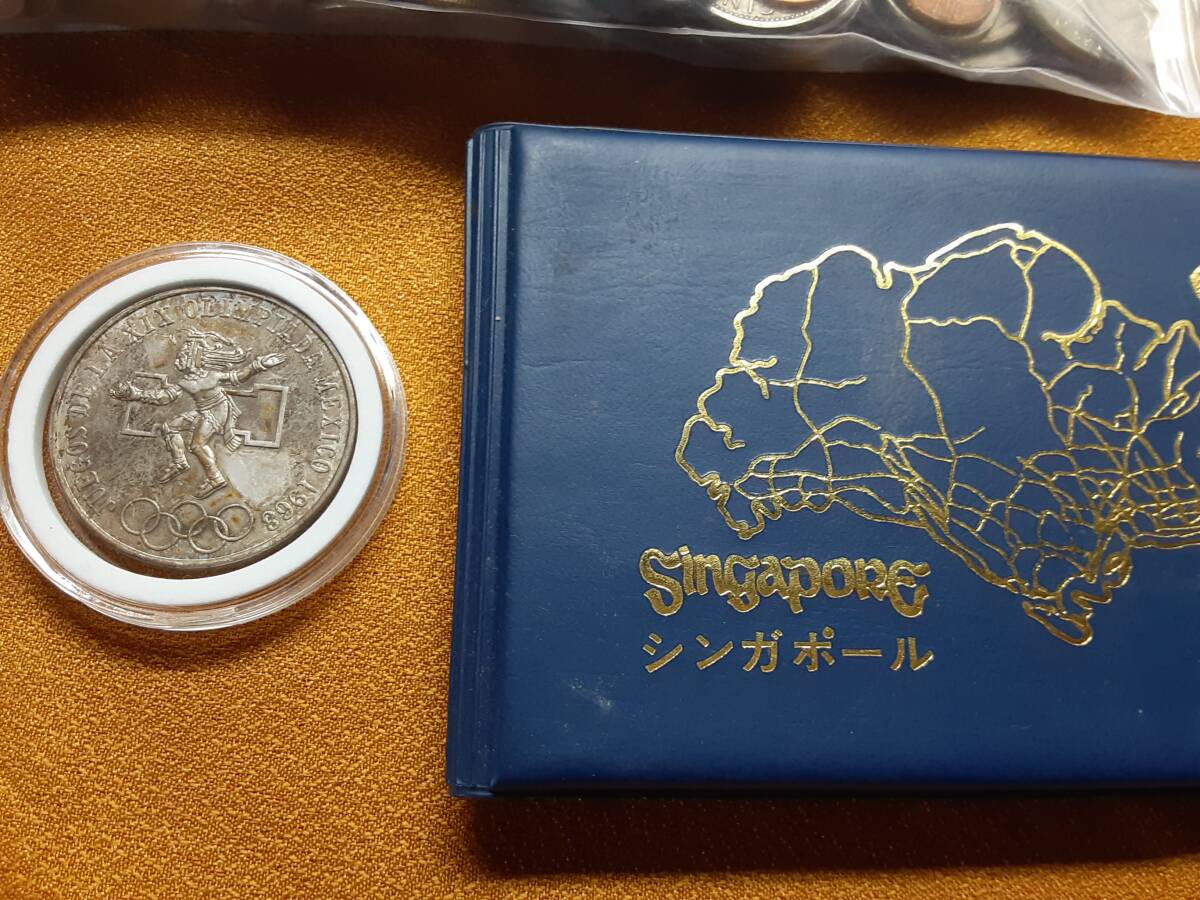 JUEGOS DE LA XIX OLIMPIADA MEXICO 1968
SINGAPORE
シンガポール